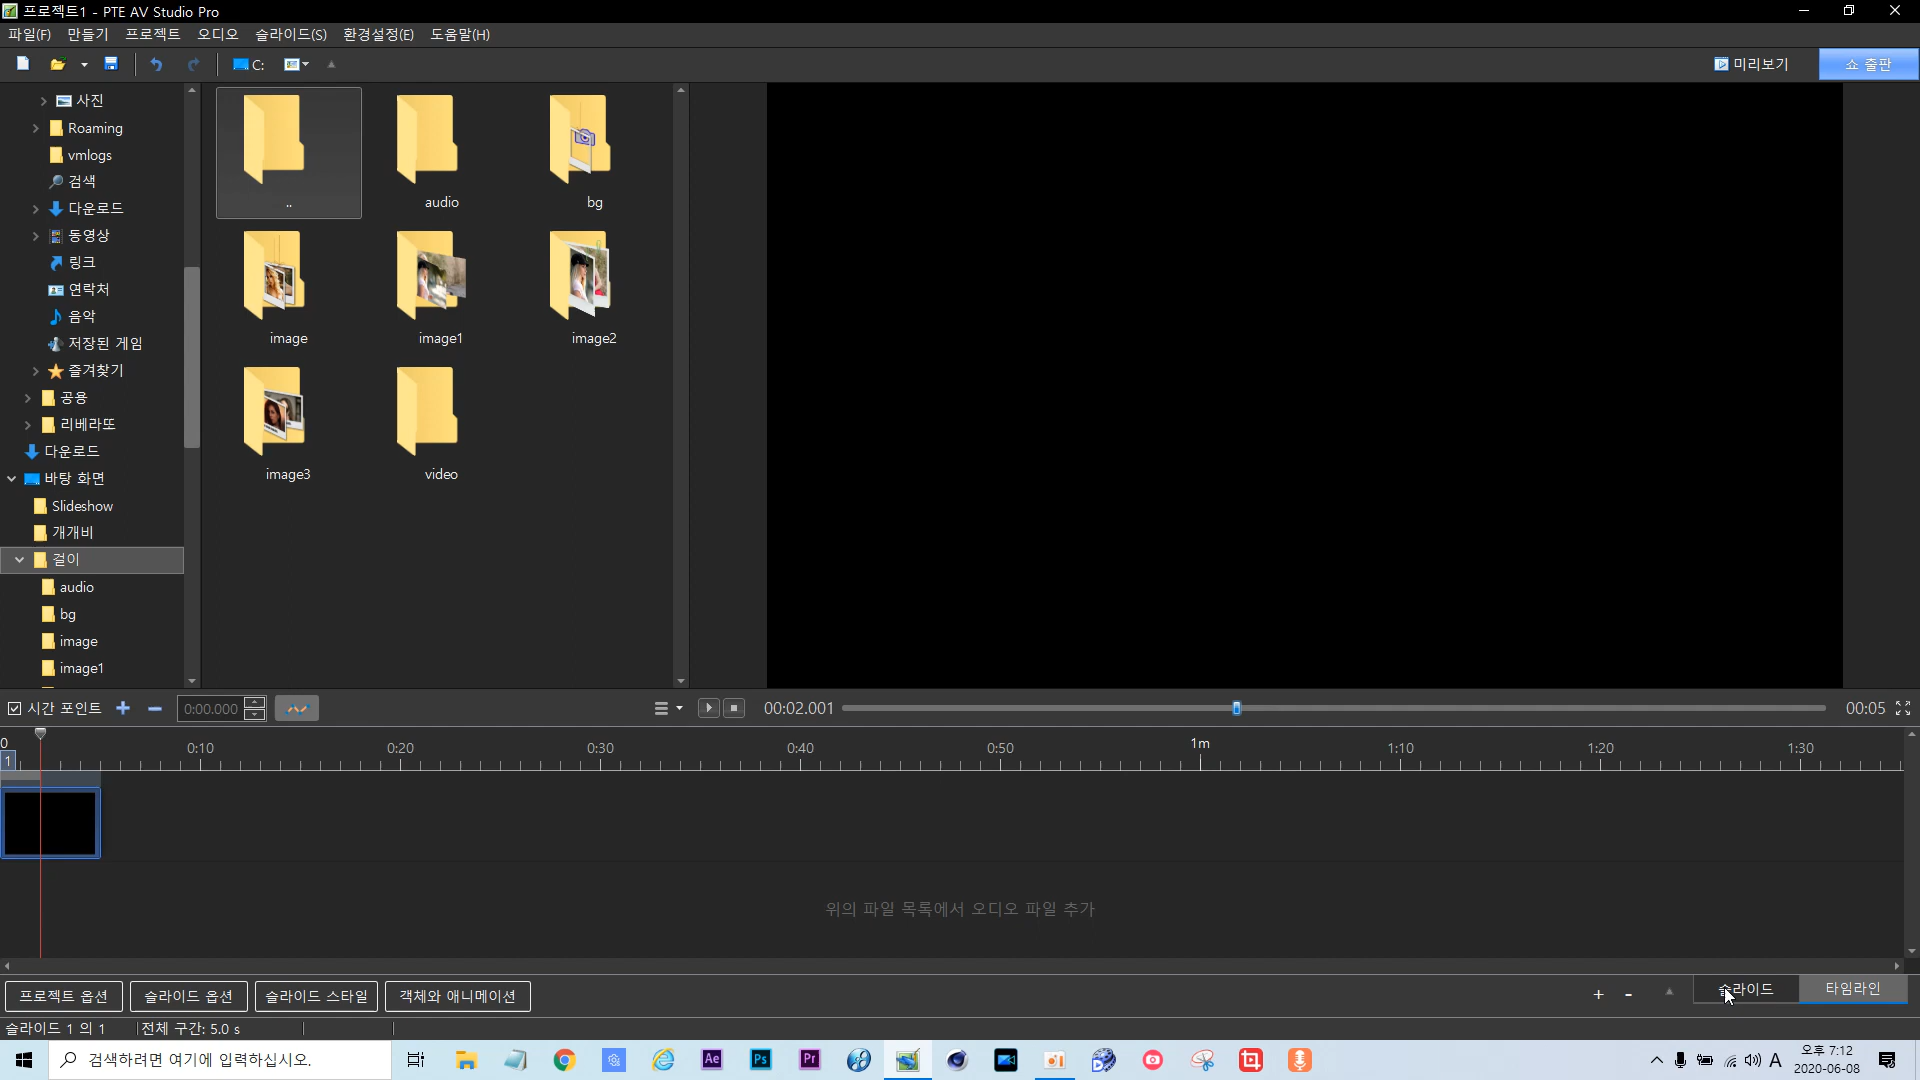 프로젝트1 - PTE AV Studio Pro
파일(F) 만들기 프로젝트 오디오 슬라이드(S) 환경설정(E) 도움말(H)
C:
미리보기
쇼 출판
사진
Roaming
vmlogs
검색
다운로드
동영상
링크
연락처
음악
저장된 게임
즐겨찾기
공용
리베라또
다운로드
바탕 화면
Slideshow
개개비
걸이
audio
bg
image
image1
..
audio
bg
image
image1
image2
image3
video
시간 포인트
0:00.000
00:02.001
00:05
0 0:10 0:20 0:30 0:40 0:50 1m 1:10 1:20 1:30
1
위의 파일 목록에서 오디오 파일 추가
프로젝트 옵션 슬라이드 옵션 슬라이드 스타일 객체와 애니메이션
+ -
슬라이드 타임라인
슬라이드 1 의 1 전체 구간: 5.0 s
검색하려면 여기에 입력하십시오.
Ae Ps Pr
A
오후 7:12
2020-06-08